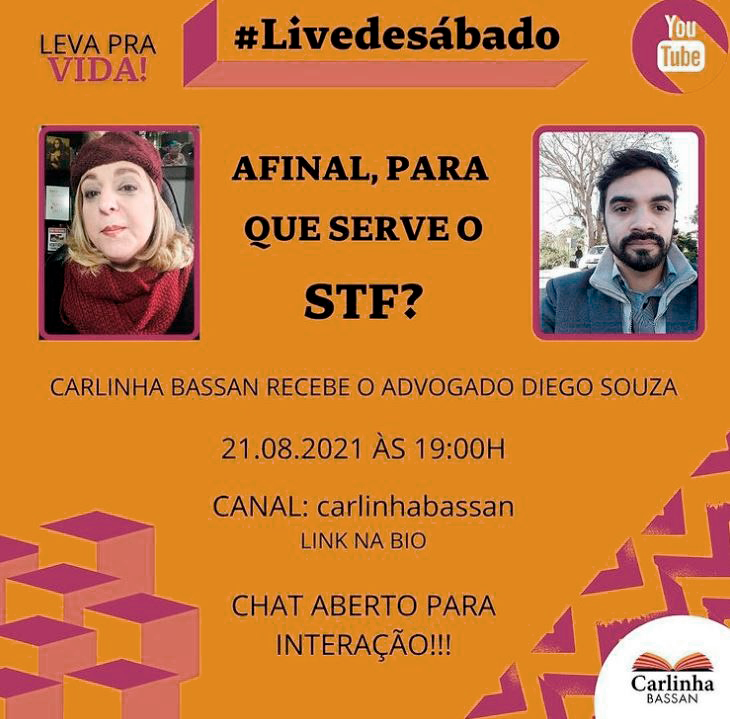 LEVA PRA
VIDA!
#Livedesábado
You
Tube
AFINAL, PARA
QUE SERVE O
STF?
CARLINHA BASSAN RECEBE O ADVOGADO DIEGO SOUZA
21.08.2021 ÀS 19:00H
CANAL: carlinhabassan
LINK NA BIO
CHAT ABERTO PARA
INTERAÇÃO!!!
Carlinha
BASSAN